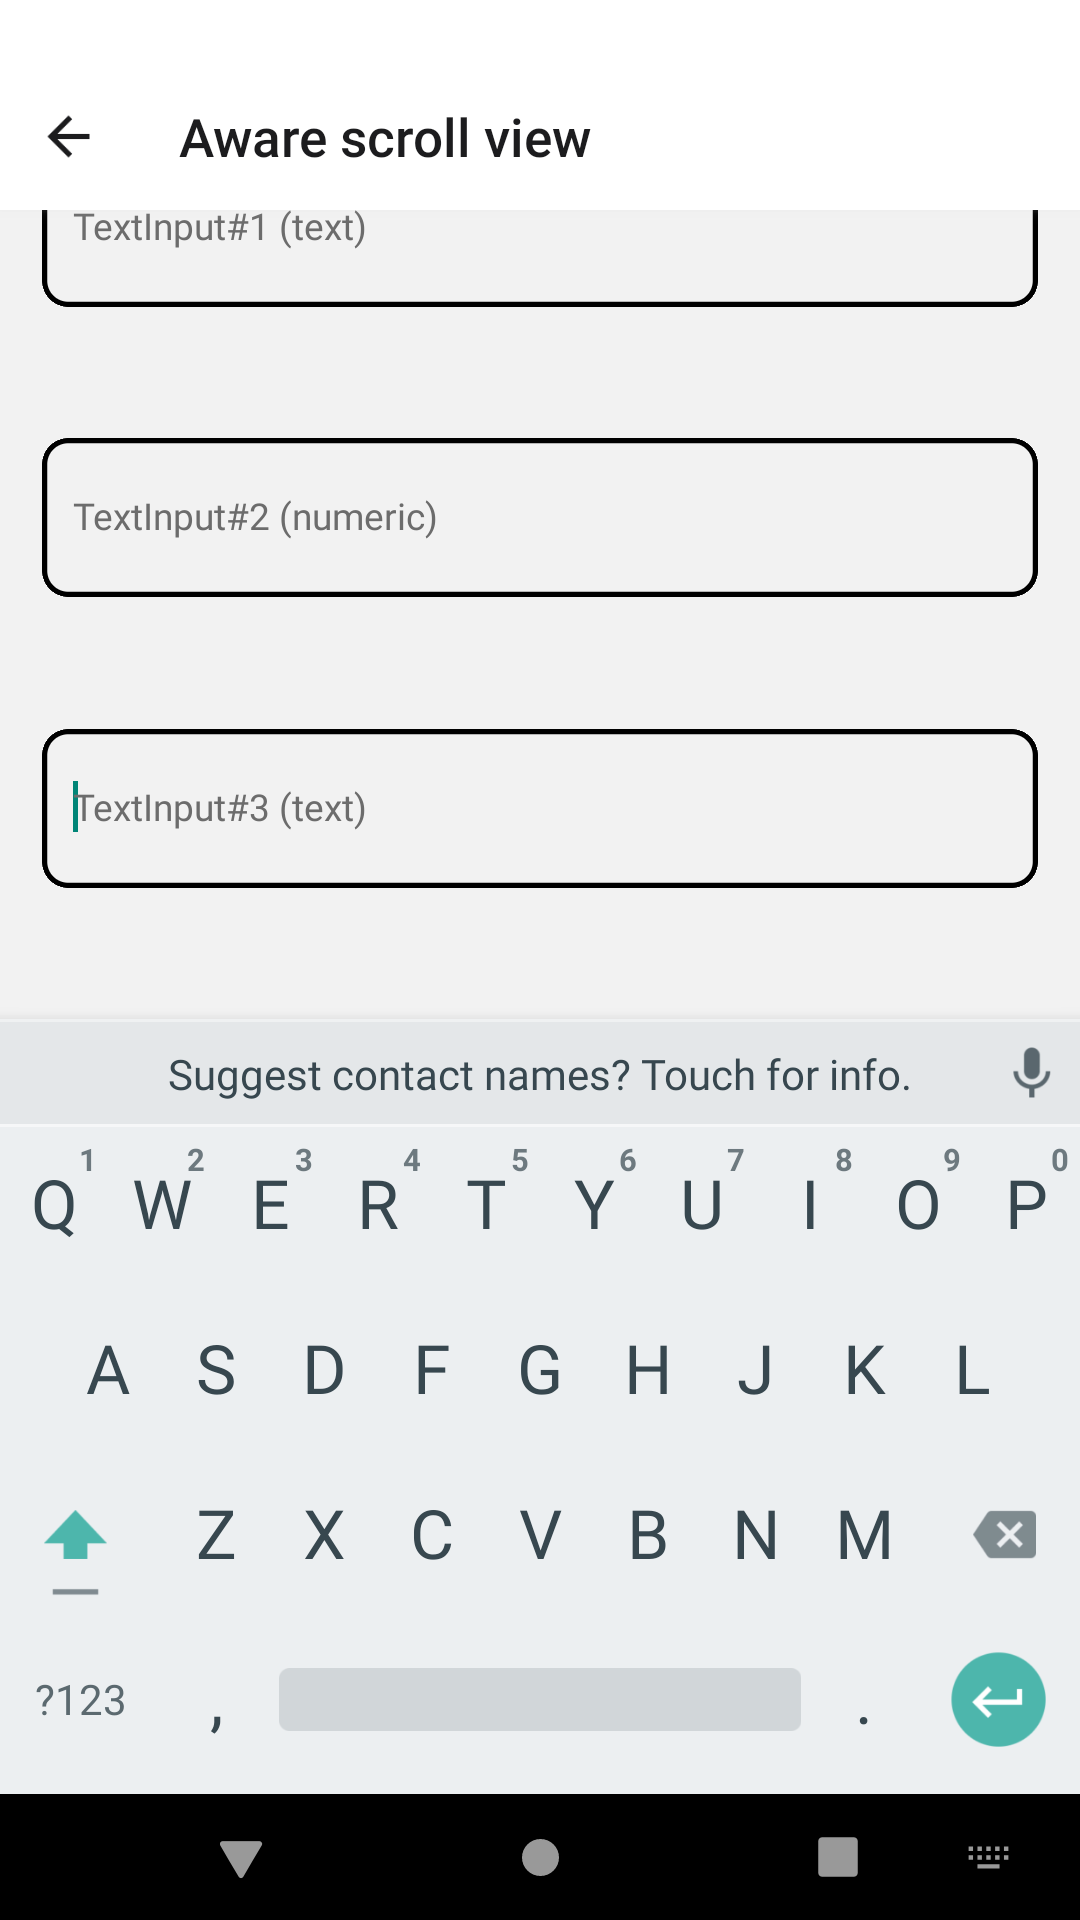 Aware scroll view
TextInput#1 (text)
TextInput#2 (numeric)
TextInput#3 (text)
Suggest contact names? Touch for info.
1 2 3 4 5 6 7 8 9 0
Q W E R T Y U I O P
A S D F G H J K L
Z X C V B N M
?123 , .